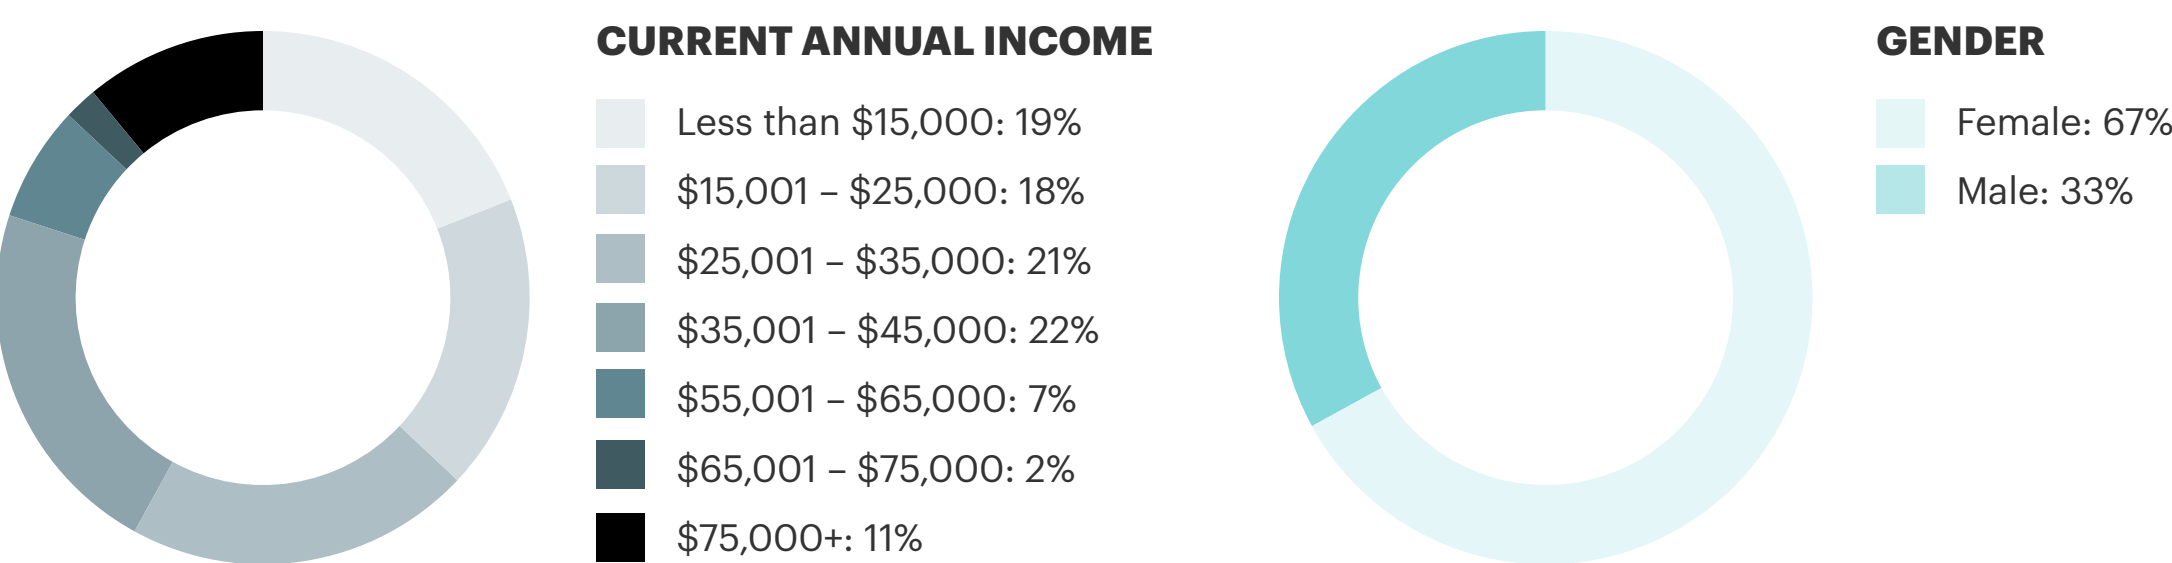 CURRENT ANNUAL INCOME
Less than $15,000: 19%
$15,001 – $25,000: 18%
$25,001 – $35,000: 21%
$35,001 – $45,000: 22%
$55,001 – $65,000: 7%
$65,001 – $75,000: 2%
$75,000+: 11%
GENDER
Female: 67%
Male: 33%